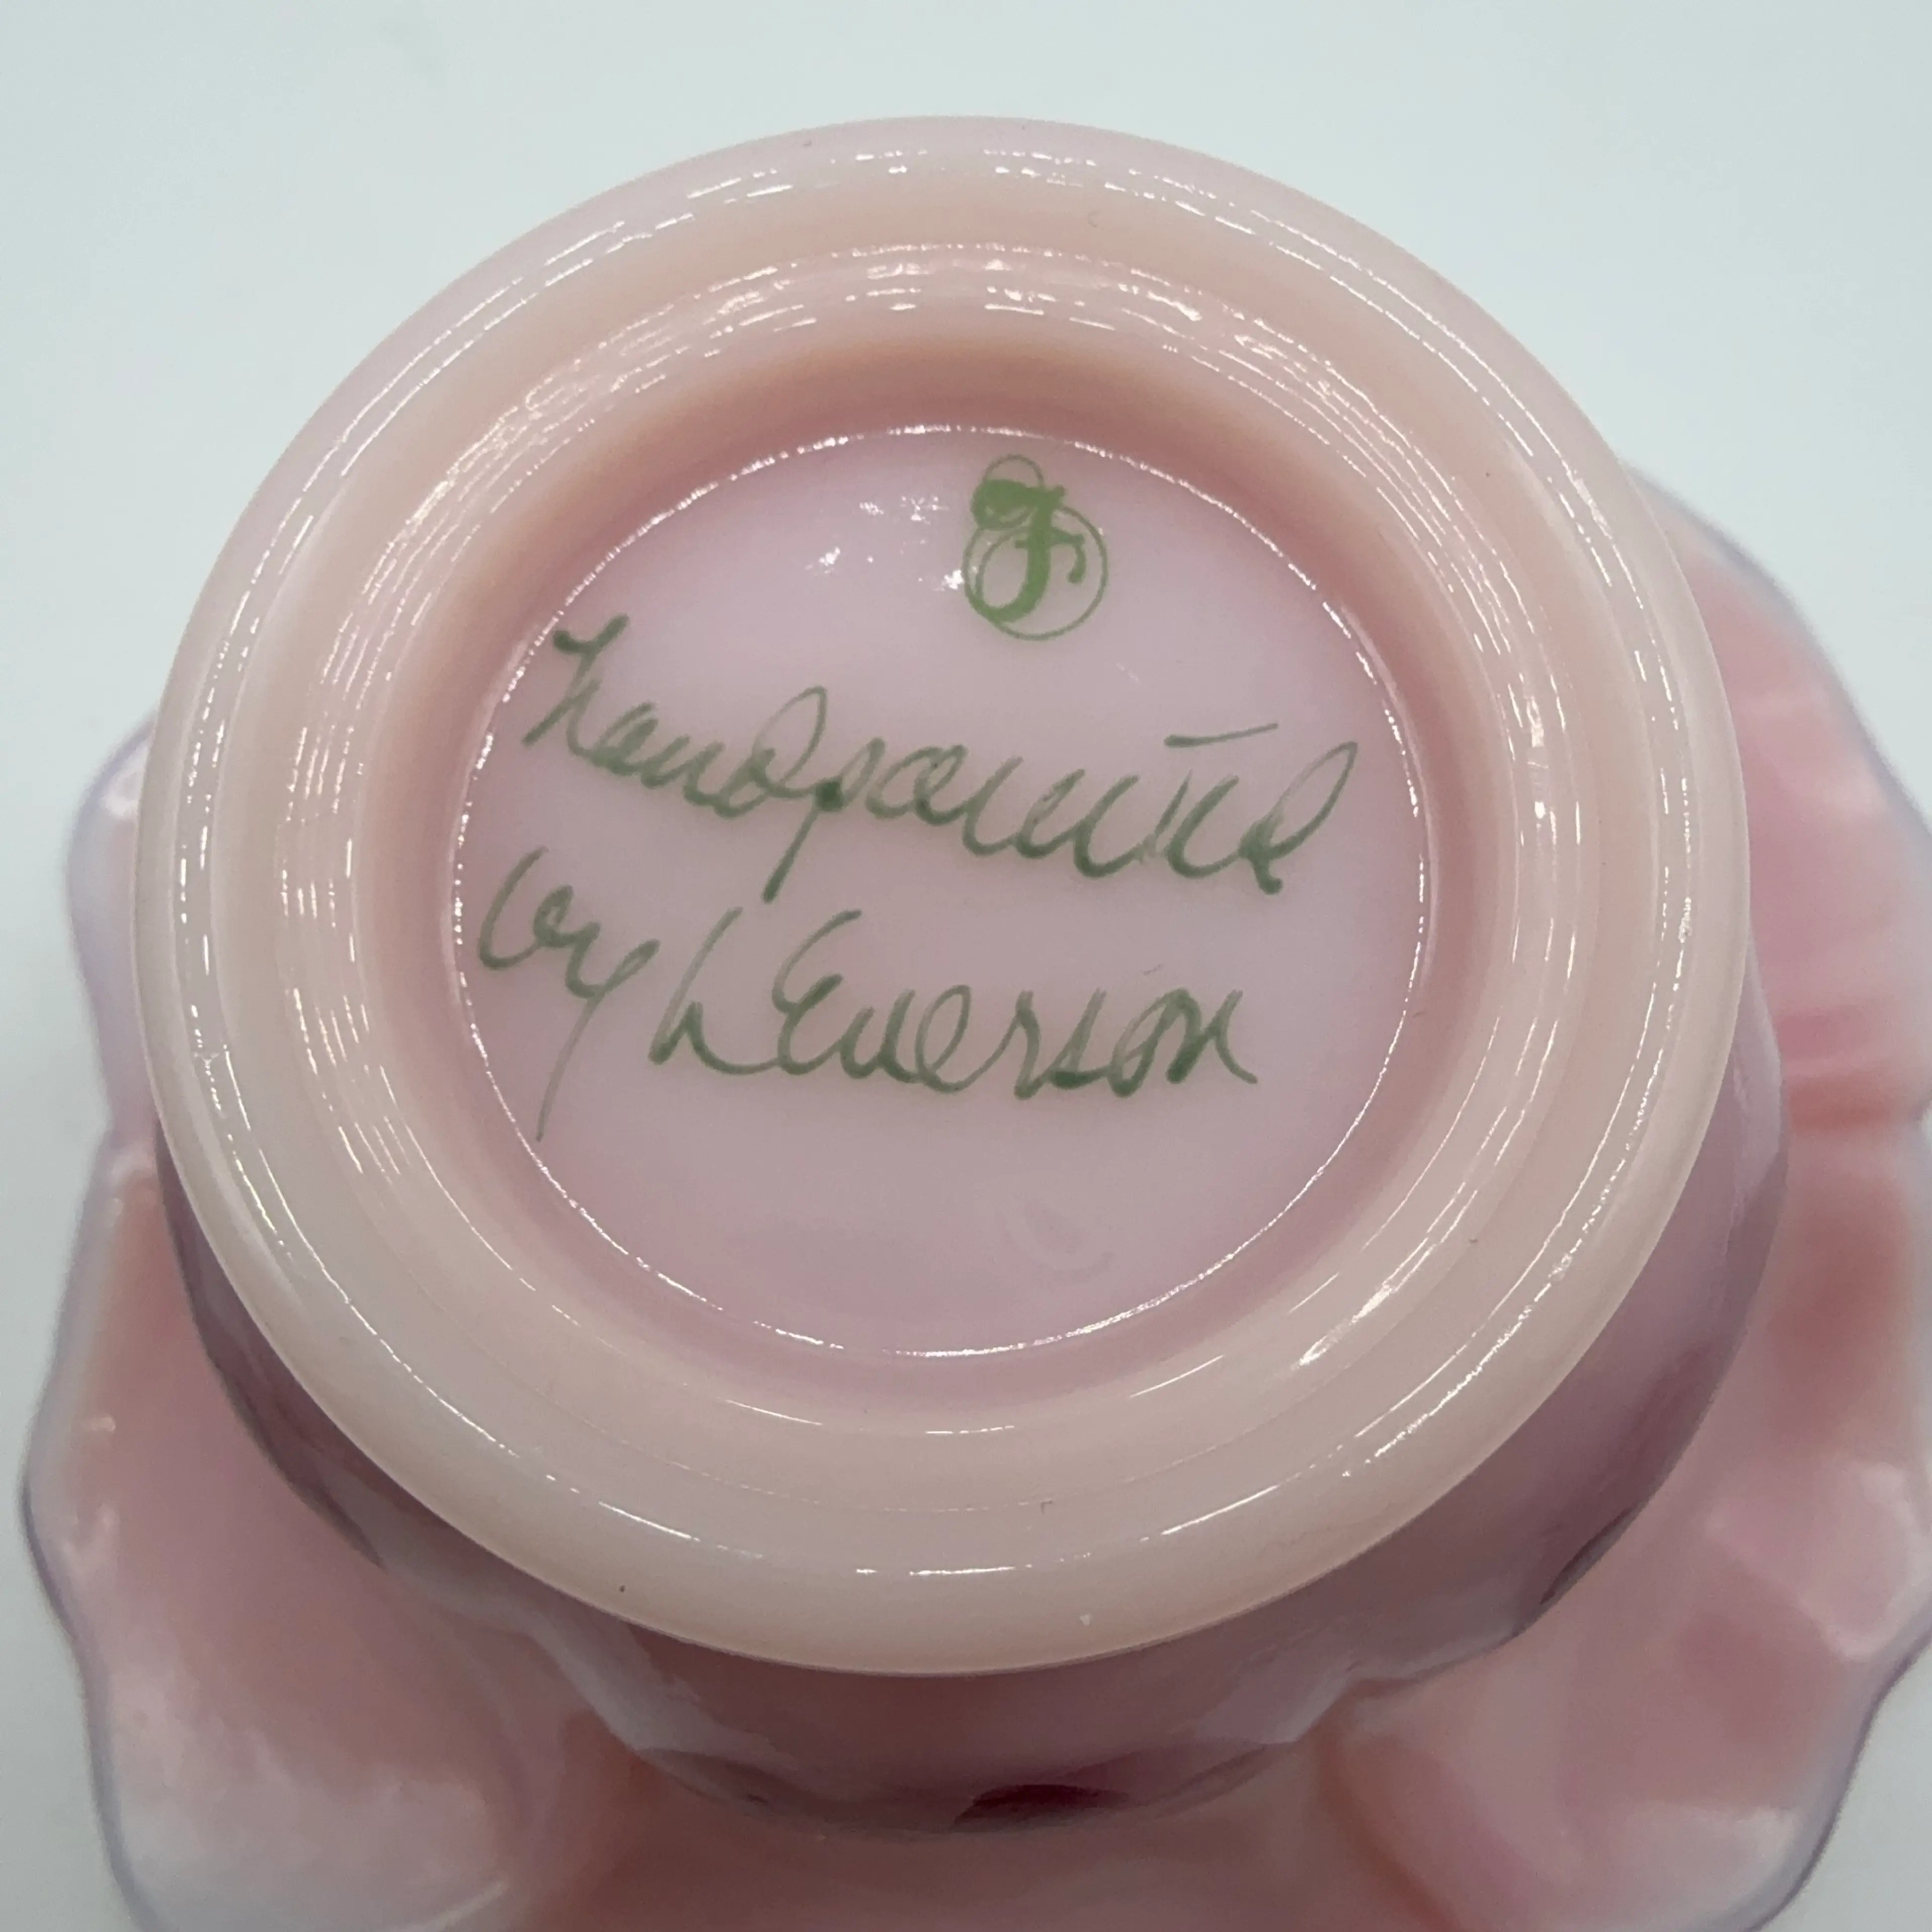 F
handpainted
by L Everson